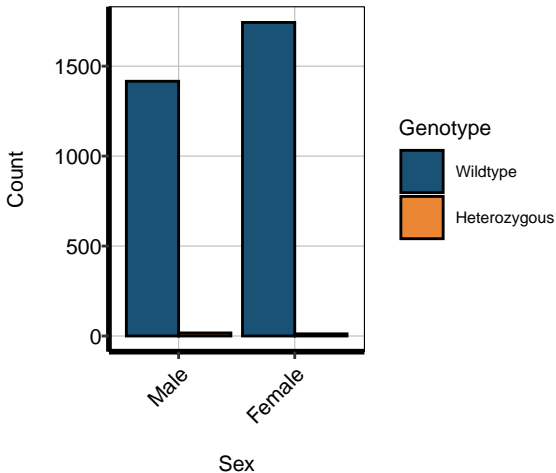 Count
1500
1000
500
0
Male
Female
Sex
Genotype
Wildtype
Heterozygous